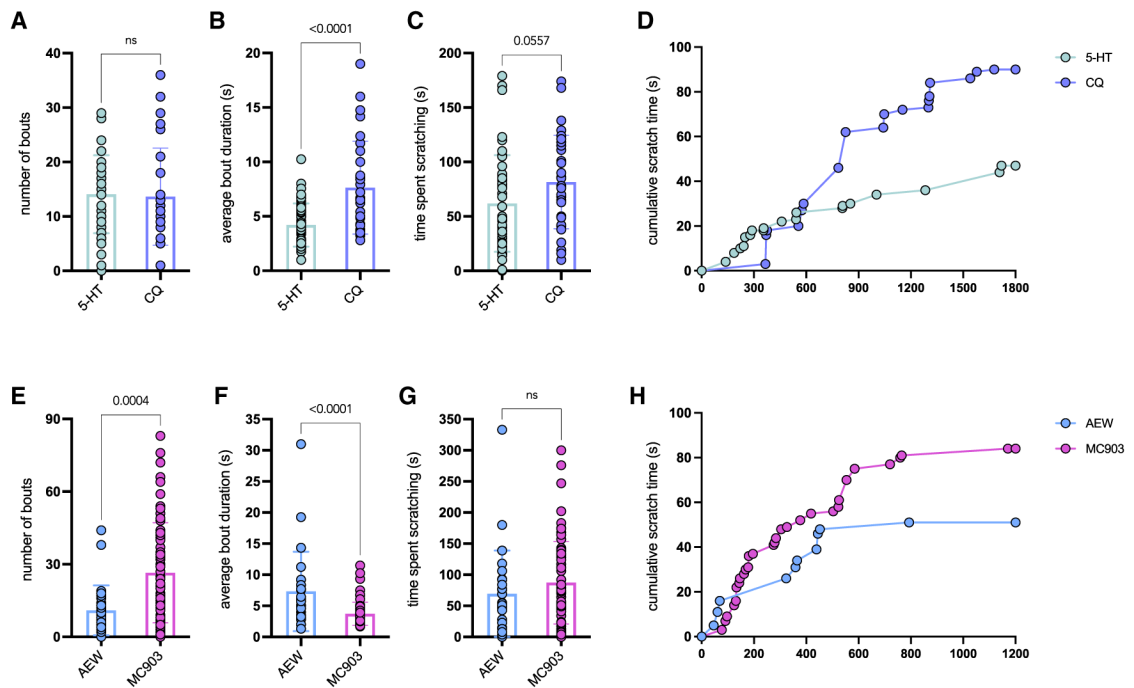 A
ns
number of bouts
40
30
20
10
0
5-HT
CQ
B
<0.0001
average bout duration (s)
20
15
10
5
0
5-HT
CQ
C
0.0557
time spent scratching (s)
200
150
100
50
0
5-HT
CQ
D
cumulative scratch time (s)
100
80
60
40
20
0
0 300 600 900 1200 1500 1800
5-HT
CQ
E
0.0004
number of bouts
90
60
30
0
AEW
MC903
F
<0.0001
average bout duration (s)
35
30
25
20
15
10
5
0
AEW
MC903
G
ns
time spent scratching (s)
350
300
250
200
150
100
50
0
AEW
MC903
H
cumulative scratch time (s)
100
80
60
40
20
0
0 200 400 600 800 1000 1200
AEW
MC903